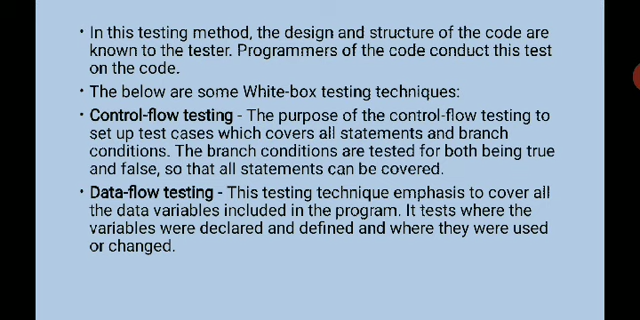 • In this testing method, the design and structure of the code are
known to the tester. Programmers of the code conduct this test
on the code.
• The below are some White-box testing techniques:
• Control-flow testing - The purpose of the control-flow testing to
set up test cases which covers all statements and branch
conditions. The branch conditions are tested for both being true
and false, so that all statements can be covered.
• Data-flow testing - This testing technique emphasis to cover all
the data variables included in the program. It tests where the
variables were declared and defined and where they were used
or changed.